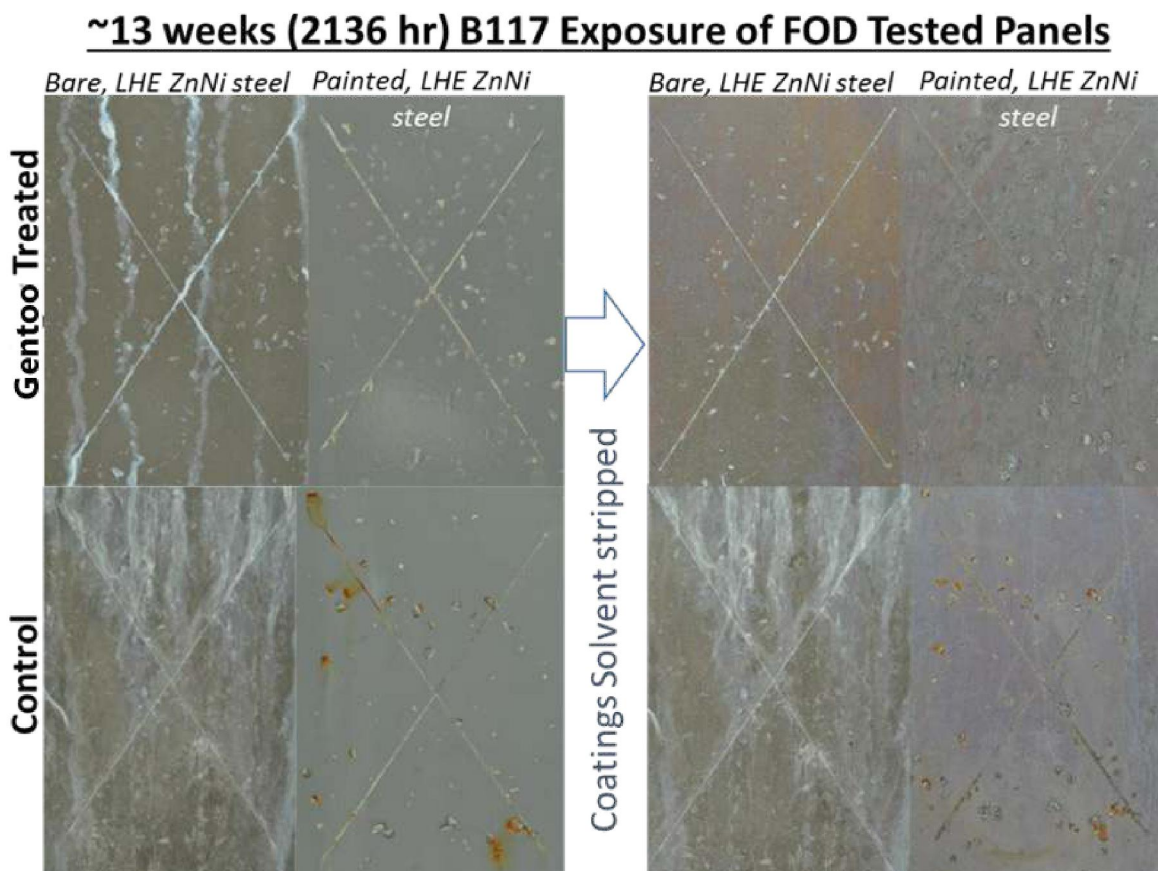 ~13 weeks (2136 hr) B117 Exposure of FOD Tested Panels
Bare, LHE ZnNi steel
Painted, LHE ZnNi
steel
Bare, LHE ZnNi steel
Painted, LHE ZnNi
steel
Gentoo Treated
Control
Coatings Solvent stripped